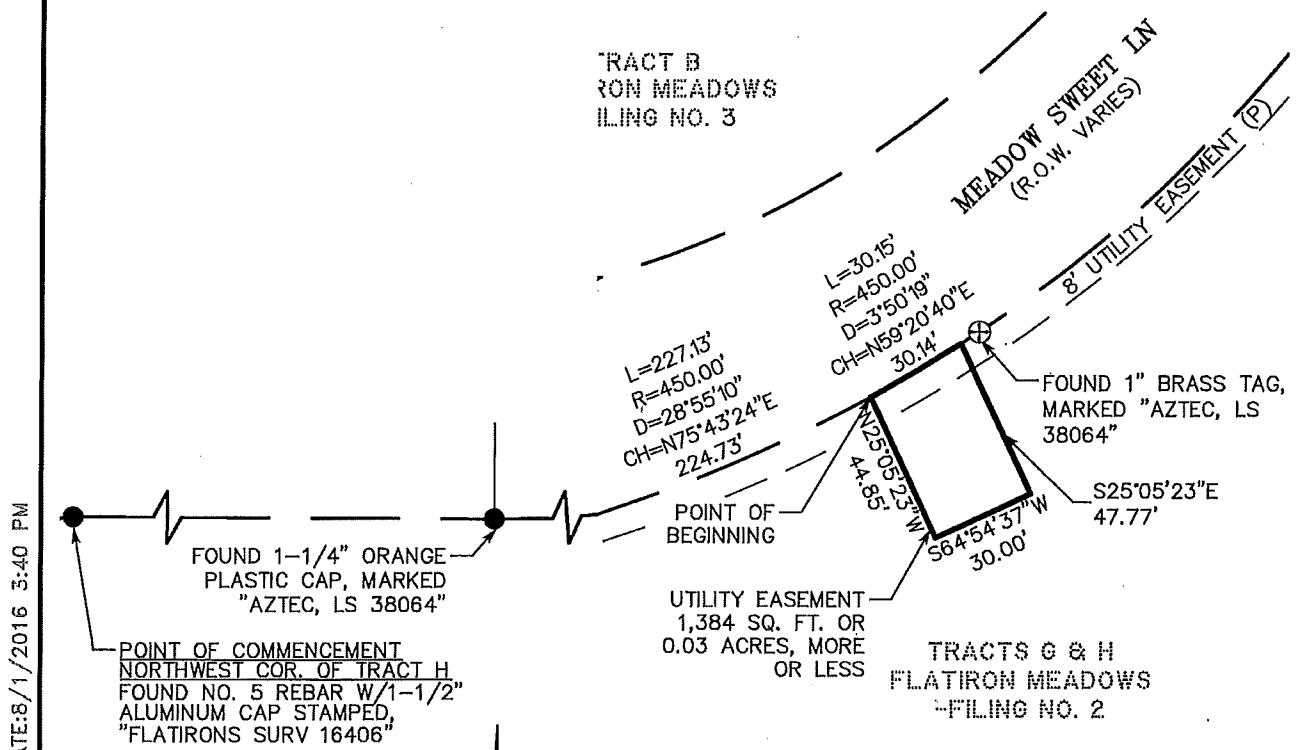 "RACT B
RON MEADOWS
ILING NO. 3
MEADOW SWEET LN
(R.O.W. VARIES)
8' UTILITY EASEMENT (P)
L=30.15'
R=450.00'
D=3°50'19"
CH=N59°20'40"E
30.14'
L=227.13'
R=450.00'
D=28°55'10"
CH=N75°43'24"E
224.73'
FOUND 1" BRASS TAG,
MARKED "AZTEC, LS
38064"
N25°05'23"W
44.85'
S25°05'23"E
47.77'
POINT OF
BEGINNING
S64°54'37"W
30.00'
FOUND 1-1/4" ORANGE
PLASTIC CAP, MARKED
"AZTEC, LS 38064"
UTILITY EASEMENT
1,384 SQ. FT. OR
0.03 ACRES, MORE
OR LESS
POINT OF COMMENCEMENT
NORTHWEST COR. OF TRACT H
FOUND NO. 5 REBAR W/1-1/2"
ALUMINUM CAP STAMPED,
"FLATIRONS SURV 16406"
TRACTS G & H
FLATIRON MEADOWS
FILING NO. 2
ATE:8/1/2016 3:40 PM